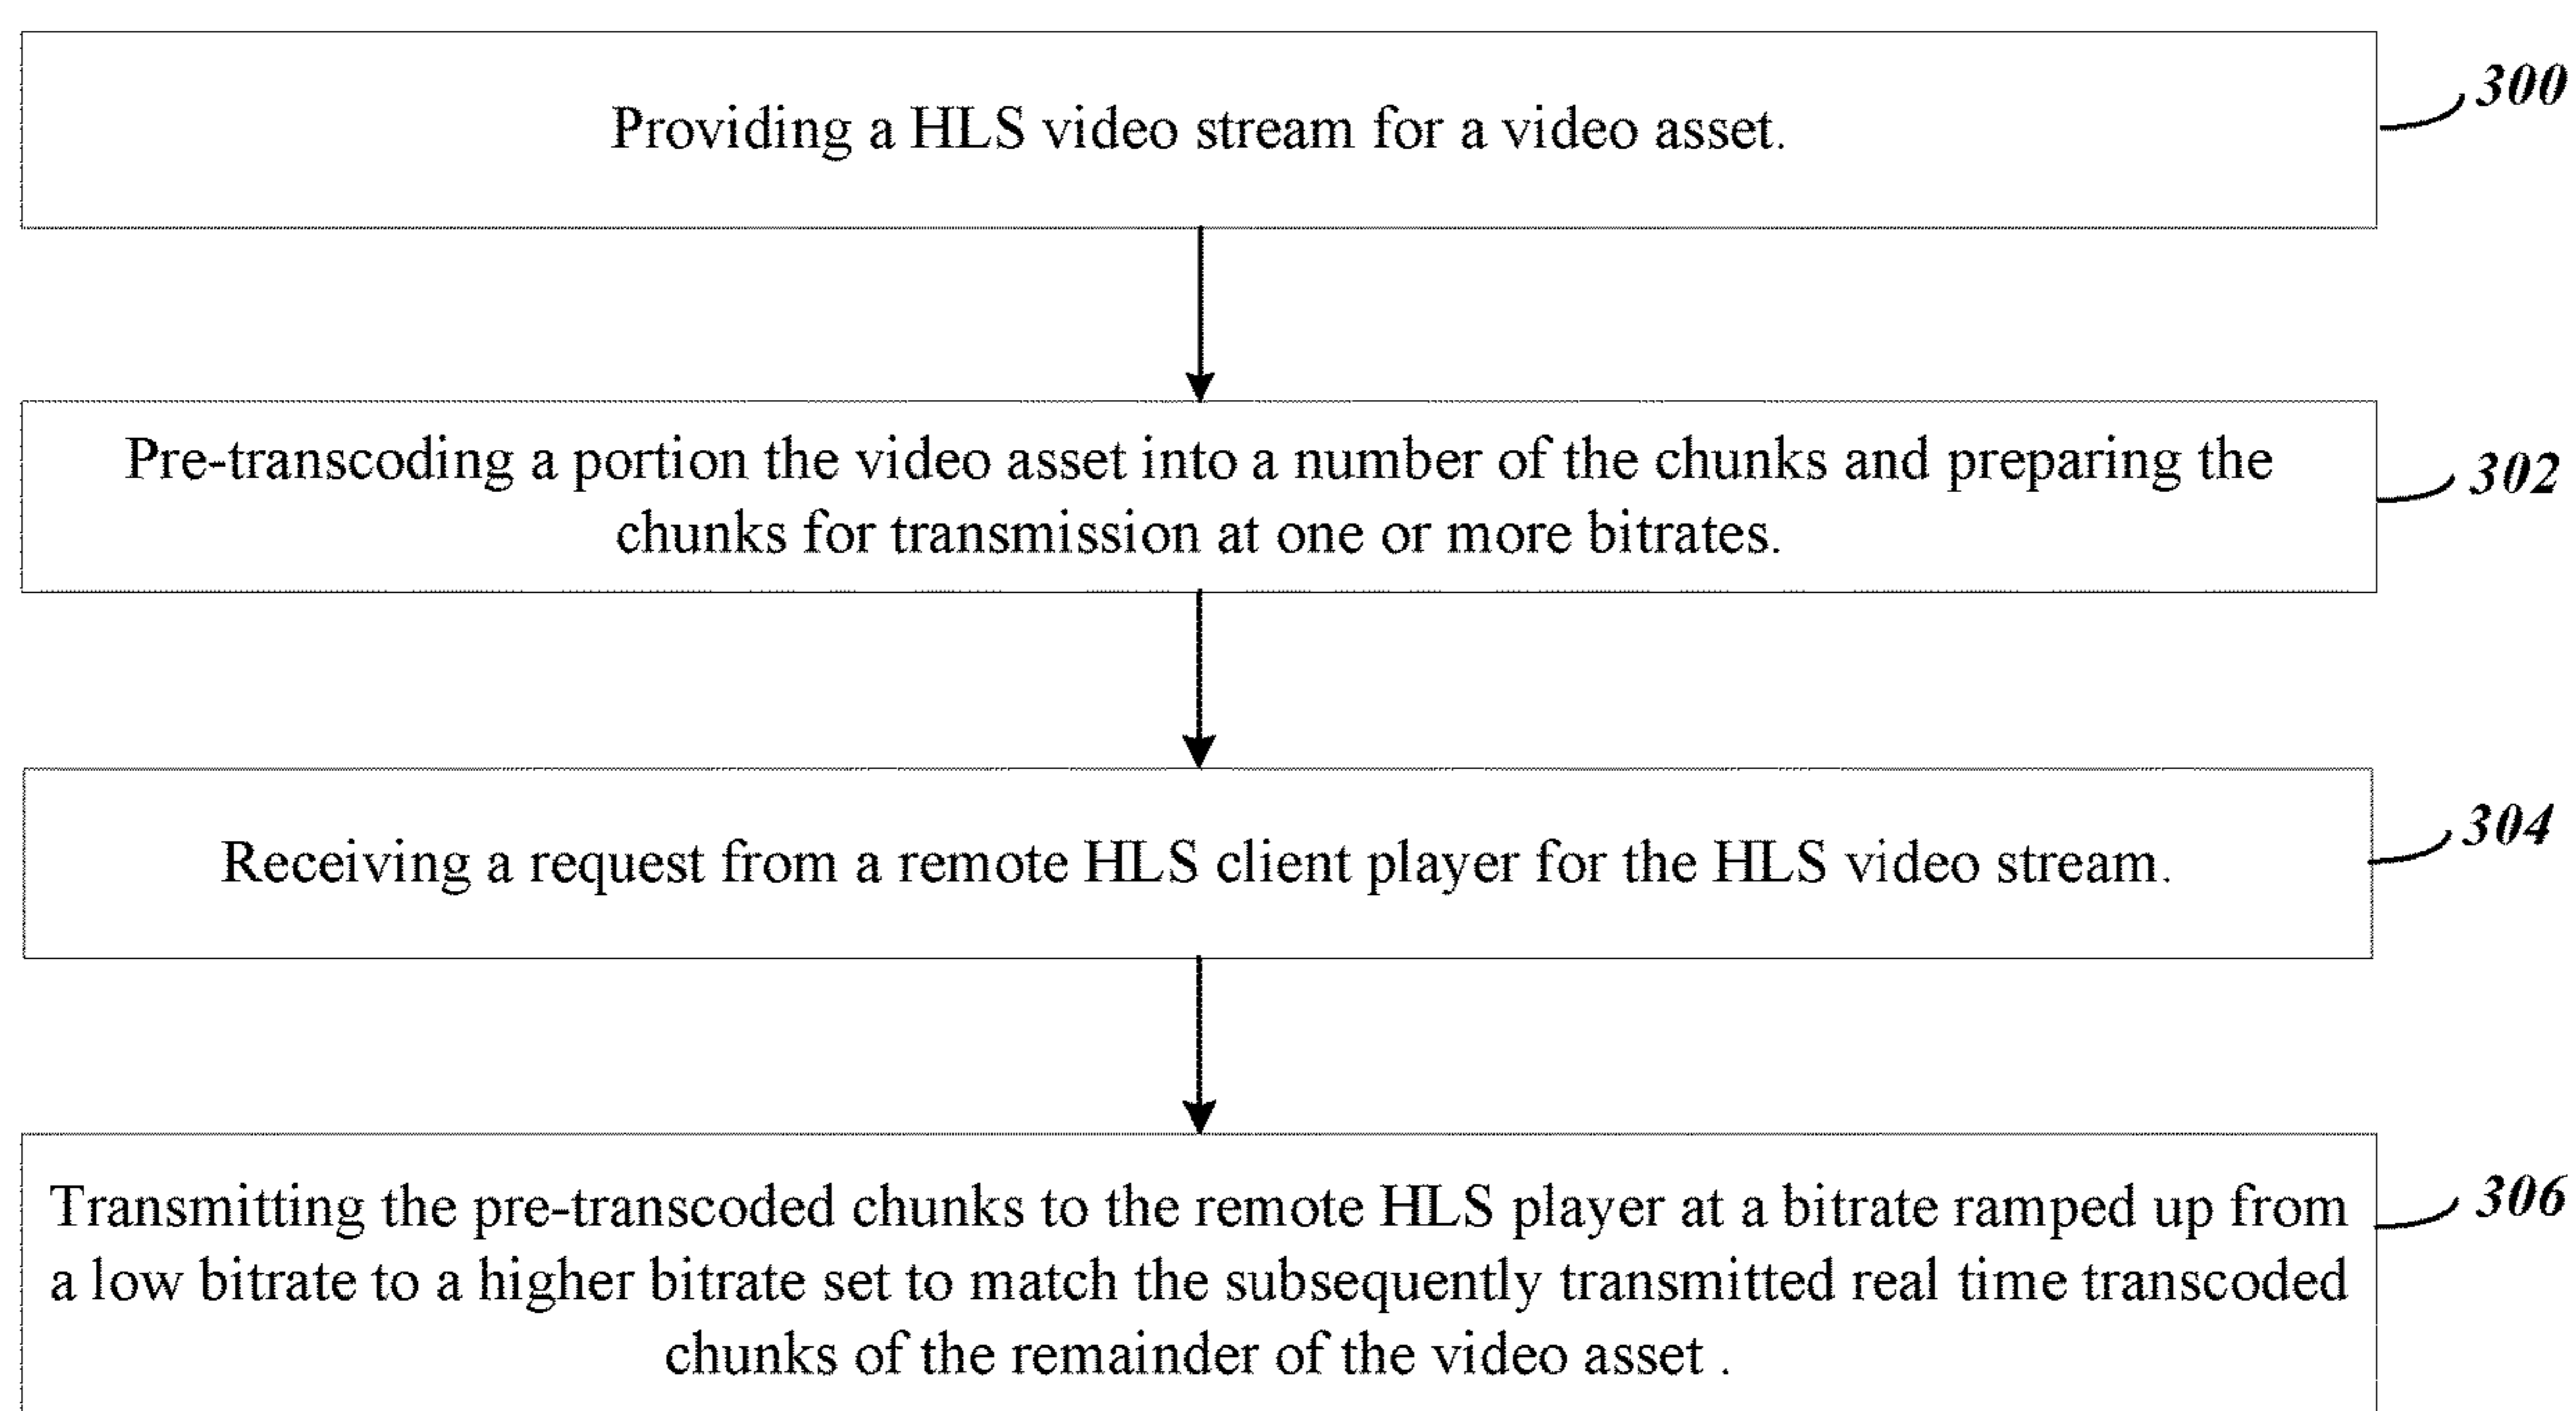 Providing a HLS video stream for a video asset.
300
Pre-transcoding a portion the video asset into a number of the chunks and preparing the
chunks for transmission at one or more bitrates.
302
Receiving a request from a remote HLS client player for the HLS video stream.
304
Transmitting the pre-transcoded chunks to the remote HLS player at a bitrate ramped up from
a low bitrate to a higher bitrate set to match the subsequently transmitted real time transcoded
chunks of the remainder of the video asset .
306